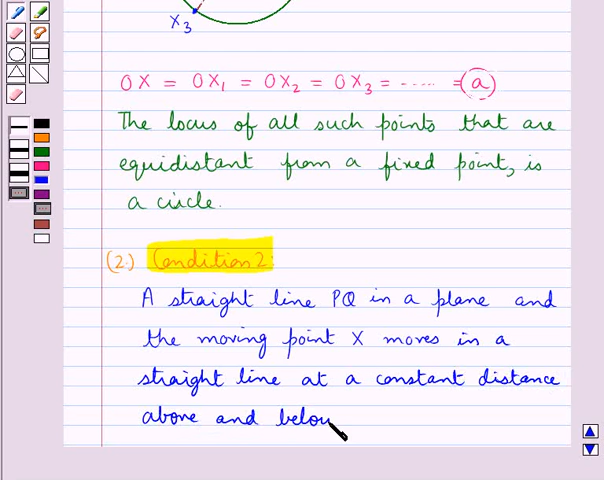 X3
OX = OX1 = OX2 = OX3 = ...... = a
The locus of all such points that are
equidistant from a fixed point, is
a circle.
(2.) Condition 2:
A straight line PQ in a plane and
the moving point X moves in a
straight line at a constant distance
above and below